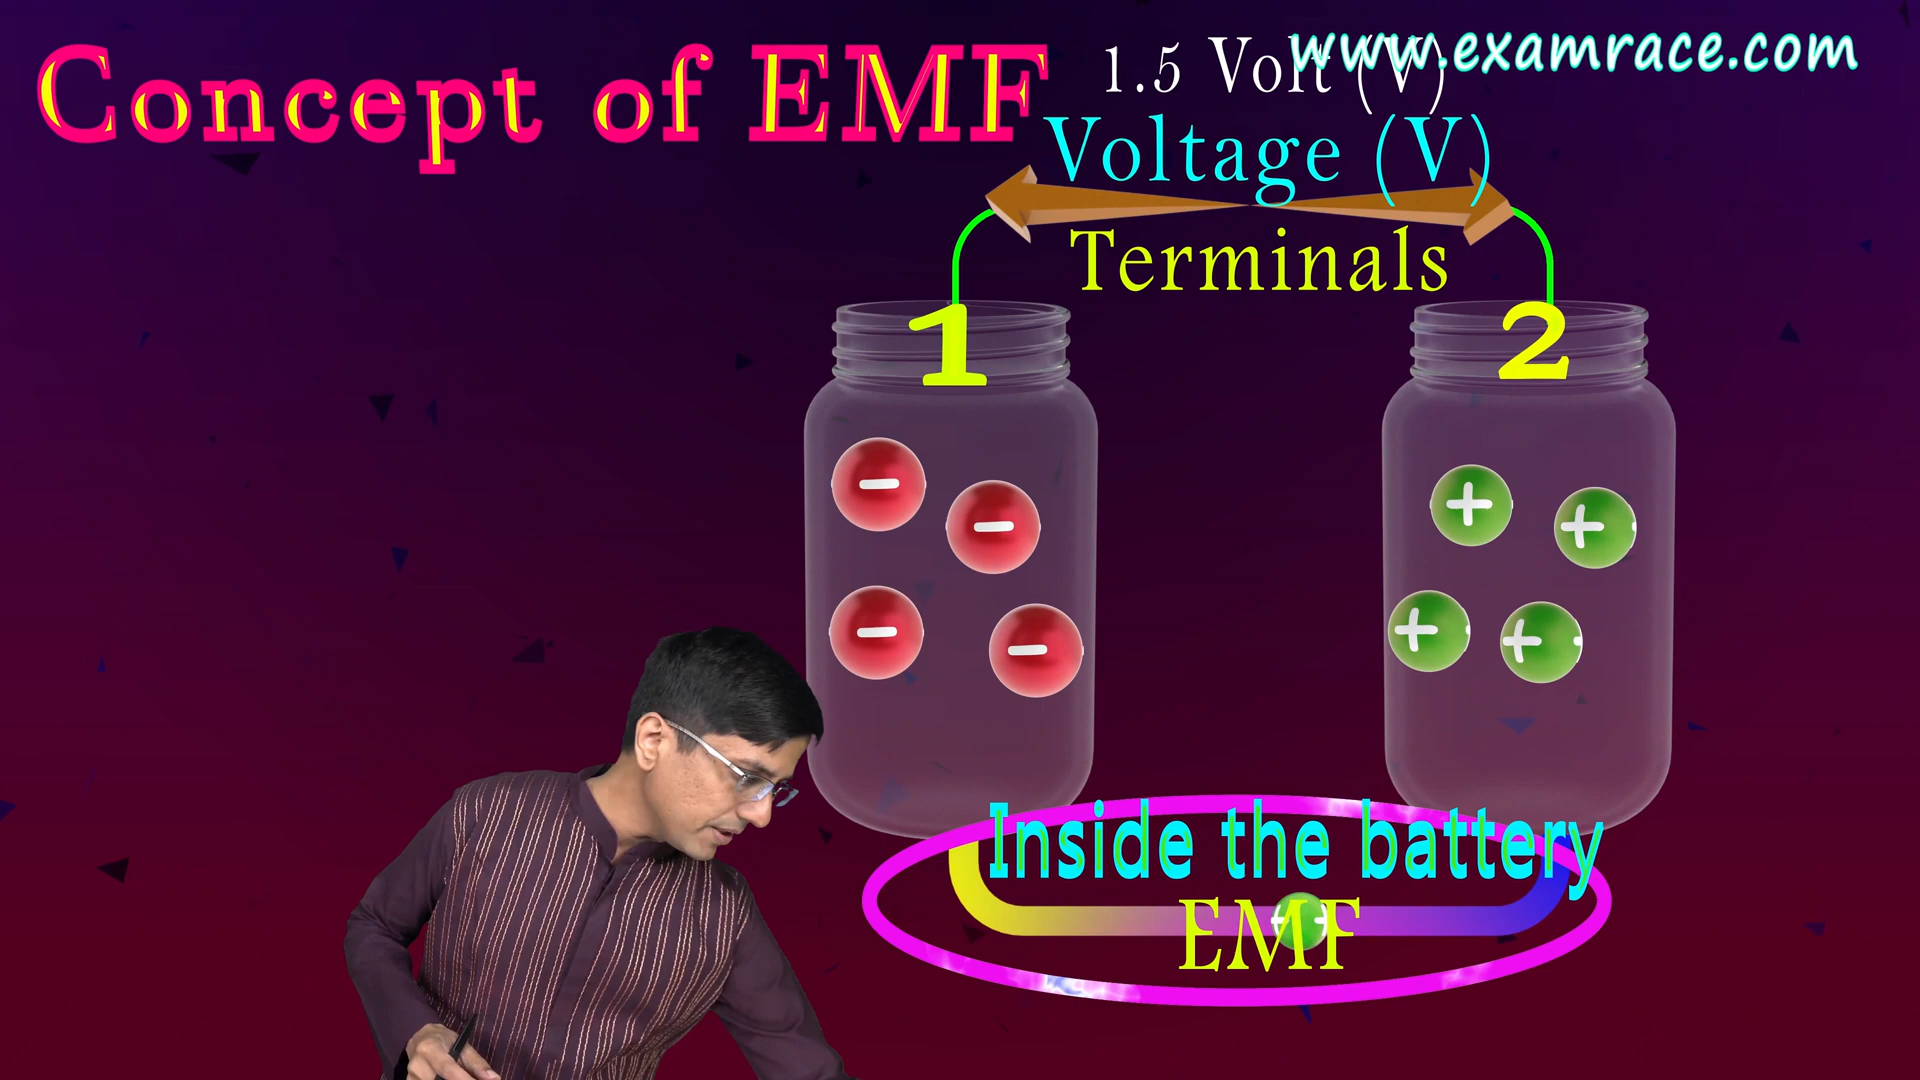 Concept of EMF
1.5 Volt (V)
www.examrace.com
Voltage (V)
Terminals
1
2
Inside the battery
EMF